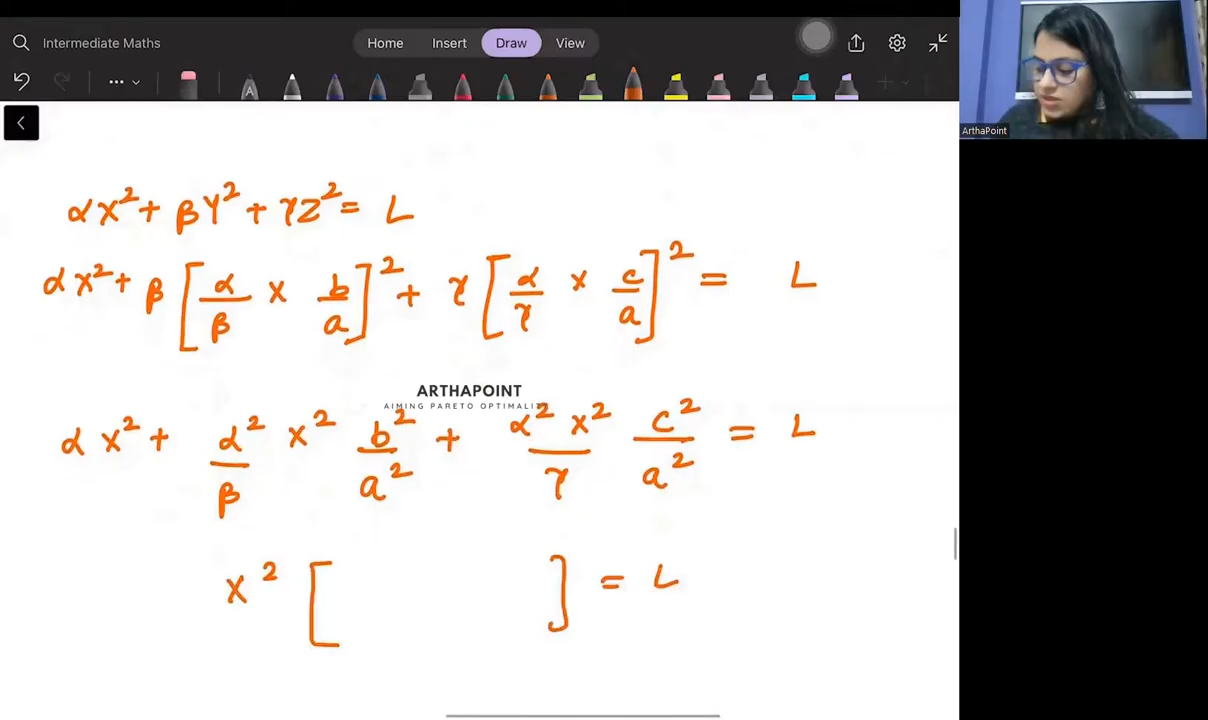 Intermediate Maths
Home Insert Draw View
A
ArthaPoint
αx² + βy² + γz² = L
αx² + β[α/β x b/a]² + γ[α/γ x c/a]² = L
ARTHAPOINT
AIMING PARETO OPTIMALIT
αx² + α²/β x² b²/a² + α²x²/γ c²/a² = L
x² [ ] = L